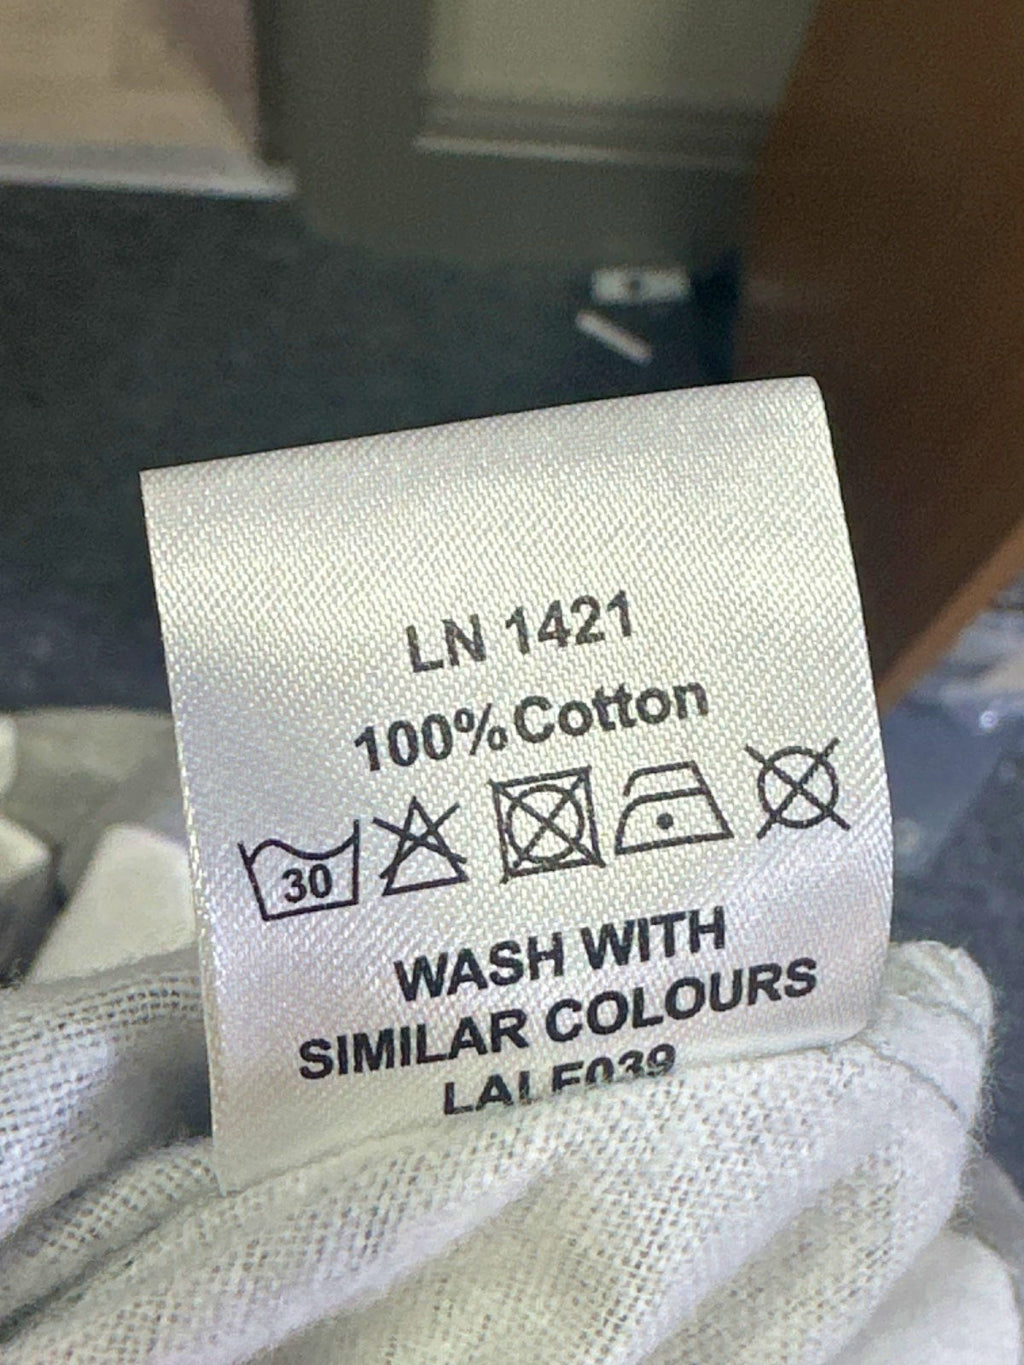 LN 1421
100% Cotton
30
WASH WITH
SIMILAR COLOURS
LALF039